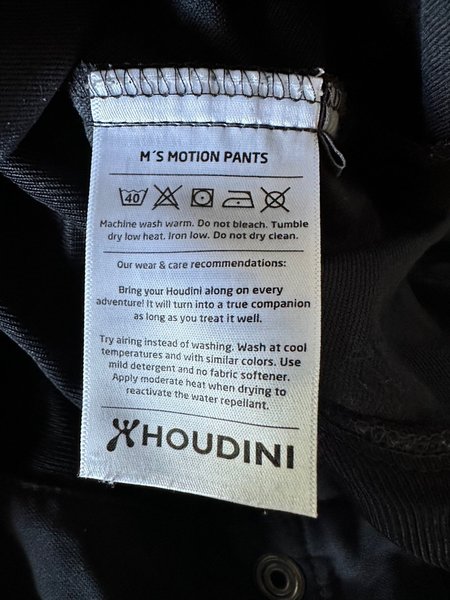 M´S MOTION PANTS
40
Machine wash warm. Do not bleach. Tumble
dry low heat. Iron low. Do not dry clean.
Our wear & care recommendations:
Bring your Houdini along on every
adventure! It will turn into a true companion
as long as you treat it well.
Try airing instead of washing. Wash at cool
temperatures and with similar colors. Use
mild detergent and no fabric softener.
Apply moderate heat when drying to
reactivate the water repellant.
HOUDINI